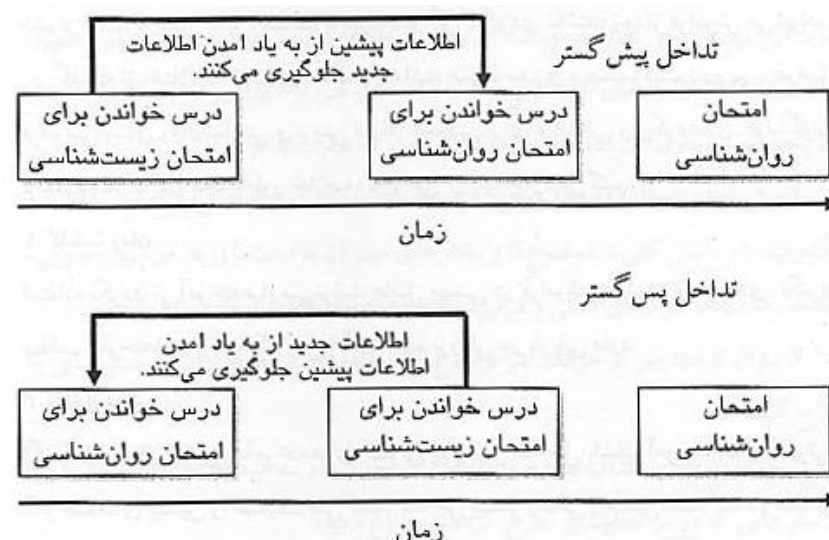 تداخل پیش‌گستر
اطلاعات پیشین از به یاد امدن اطلاعات
جدید جلوگیری می‌کنند.
درس خواندن برای
امتحان زیست‌شناسی
درس خواندن برای
امتحان روان‌شناسی
امتحان
روان‌شناسی
زمان
تداخل پس‌گستر
اطلاعات جدید از به یاد امدن
اطلاعات پیشین جلوگیری می‌کنند.
درس خواندن برای
امتحان روان‌شناسی
درس خواندن برای
امتحان زیست‌شناسی
امتحان
روان‌شناسی
زمان